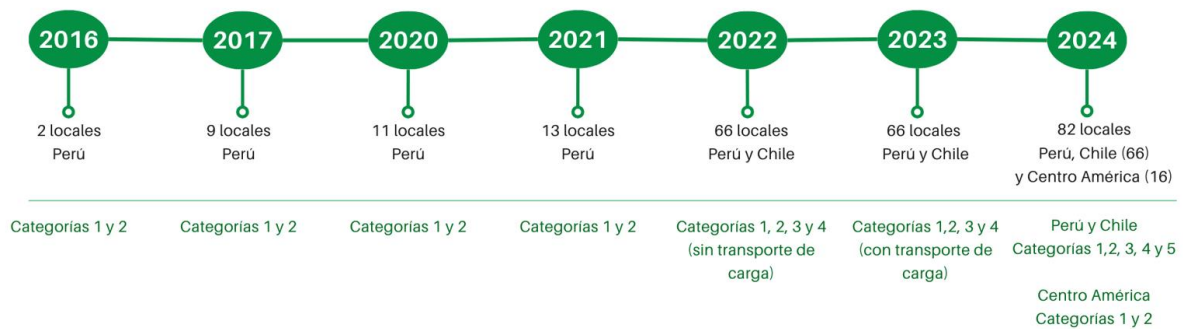 2016
2 locales
Perú
Categorías 1 y 2
2017
9 locales
Perú
Categorías 1 y 2
2020
11 locales
Perú
Categorías 1 y 2
2021
13 locales
Perú
Categorías 1 y 2
2022
66 locales
Perú y Chile
Categorías 1, 2, 3 y 4
(sin transporte de
carga)
2023
66 locales
Perú y Chile
Categorías 1,2, 3 y 4
(con transporte de
carga)
2024
82 locales
Perú, Chile (66)
y Centro América (16)
Perú y Chile
Categorías 1,2, 3, 4 y 5
Centro América
Categorías 1 y 2